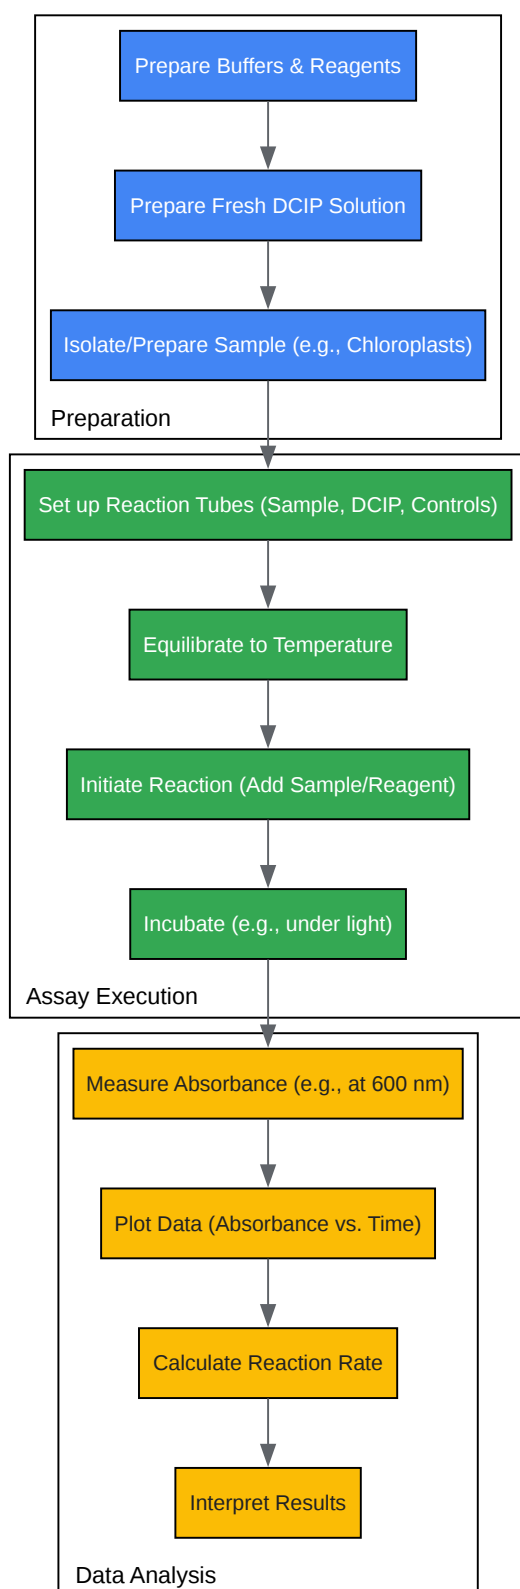 Prepare Buffers & Reagents
Prepare Fresh DCIP Solution
Isolate/Prepare Sample (e.g., Chloroplasts)
Preparation
Set up Reaction Tubes (Sample, DCIP, Controls)
Equilibrate to Temperature
Initiate Reaction (Add Sample/Reagent)
Incubate (e.g., under light)
Assay Execution
Measure Absorbance (e.g., at 600 nm)
Plot Data (Absorbance vs. Time)
Calculate Reaction Rate
Interpret Results
Data Analysis